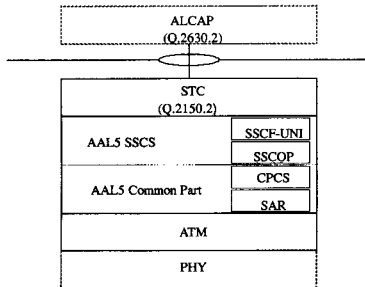 ALCAP
(Q.2630.2)
STC
(Q.2150.2)
AAL5 SSCS
SSCF-UNI
SSCOP
AAL5 Common Part
CPCS
SAR
ATM
PHY